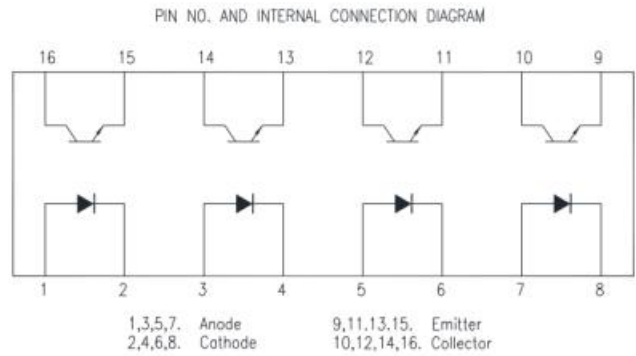 PIN NO. AND INTERNAL CONNECTION DIAGRAM
16 15 14 13 12 11 10 9
1 2 3 4 5 6 7 8
1,3,5,7. Anode 9,11.13.15. Emitter
2,4,6,8. Cathode 10,12,14,16. Collector